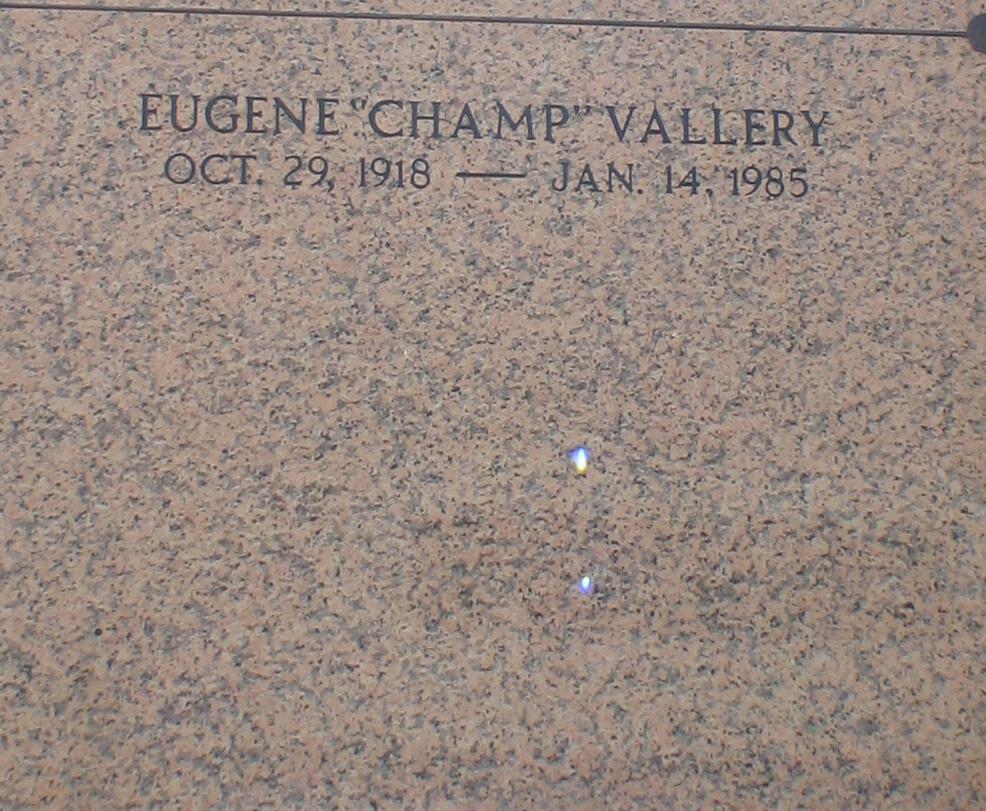 EUGENE "CHAMP" VALLERY
OCT. 29, 1918 — JAN. 14, 1985